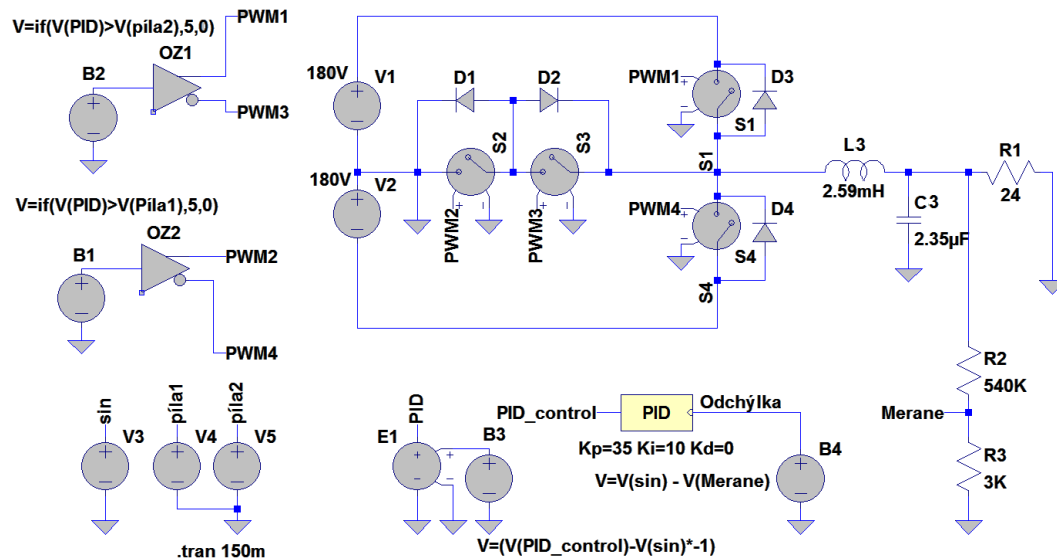 V=if(V(PID)>V(píla2),5,0)
PWM1
OZ1
B2
PWM3
V=if(V(PID)>V(Píla1),5,0)
OZ2
PWM2
B1
PWM4
sin
píla1
píla2
V3
V4
V5
.tran 150m
180V
V1
180V
V2
D1
D2
S2
S3
PWM2
PWM3
PWM1
D3
S1
S1
PWM4
D4
S4
S4
L3
2.59mH
C3
2.35µF
R1
24
R2
540K
Merane
R3
3K
PID
E1
B3
PID_control
PID
Odchýlka
Kp=35 Ki=10 Kd=0
B4
V=V(sin) - V(Merane)
V=(V(PID_control)-V(sin)*-1)